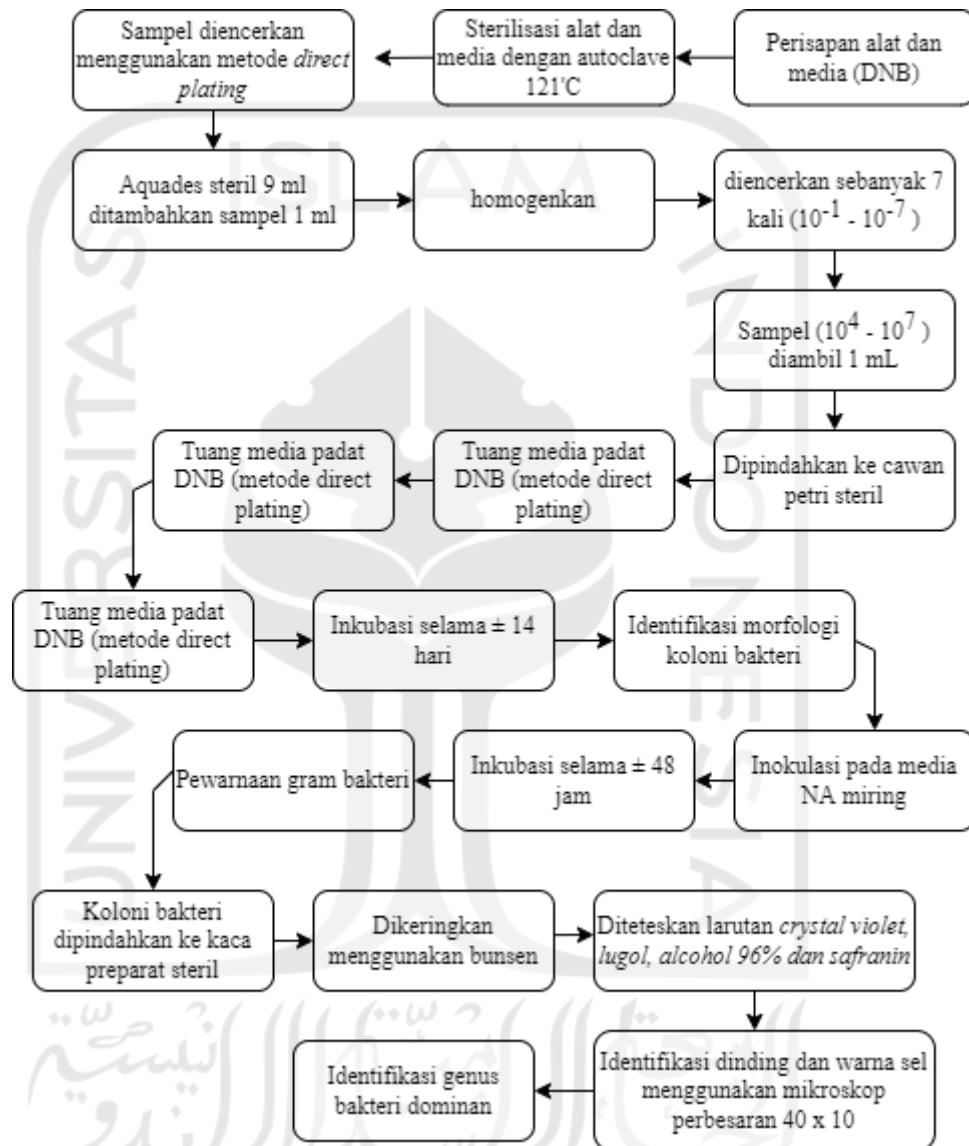 Perisapan alat dan
media (DNB)
Sterilisasi alat dan
media dengan autoclave
121'C
Sampel diencerkan
menggunakan metode direct
plating
Aquades steril 9 ml
ditambahkan sampel 1 ml
homogenkan
diencerkan sebanyak 7
kali (10⁻¹ - 10⁻⁷ )
Sampel (10⁴ - 10⁷ )
diambil 1 mL
Dipindahkan ke cawan
petri steril
Tuang media padat
DNB (metode direct
plating)
Tuang media padat
DNB (metode direct
plating)
Tuang media padat
DNB (metode direct
plating)
Inkubasi selama ± 14
hari
Identifikasi morfologi
koloni bakteri
Inokulasi pada media
NA miring
Inkubasi selama ± 48
jam
Pewarnaan gram bakteri
Koloni bakteri
dipindahkan ke kaca
preparat steril
Dikeringkan
menggunakan bunsen
Diteteskan larutan crystal violet,
lugol, alcohol 96% dan safranin
Identifikasi dinding dan warna sel
menggunakan mikroskop
perbesaran 40 x 10
Identifikasi genus
bakteri dominan
UNIVERSITAS
ISLAM
INDONESIA